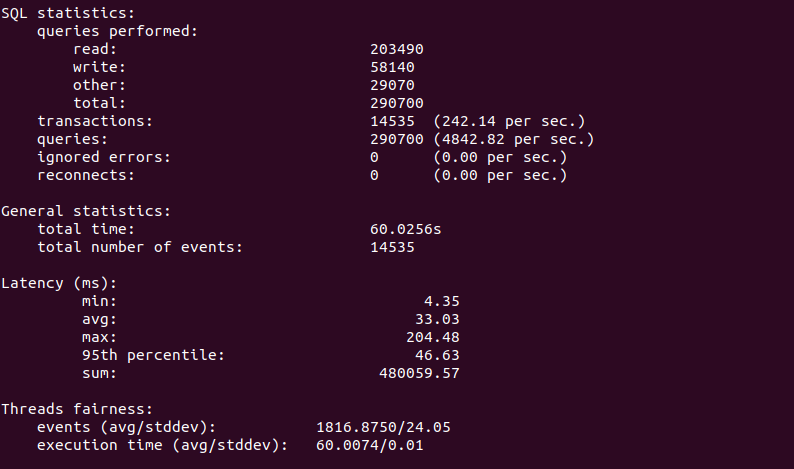 SQL statistics:
queries performed:
read: 203490
write: 58140
other: 29070
total: 290700
transactions: 14535 (242.14 per sec.)
queries: 290700 (4842.82 per sec.)
ignored errors: 0 (0.00 per sec.)
reconnects: 0 (0.00 per sec.)
General statistics:
total time: 60.0256s
total number of events: 14535
Latency (ms):
min: 4.35
avg: 33.03
max: 204.48
95th percentile: 46.63
sum: 480059.57
Threads fairness:
events (avg/stddev): 1816.8750/24.05
execution time (avg/stddev): 60.0074/0.01